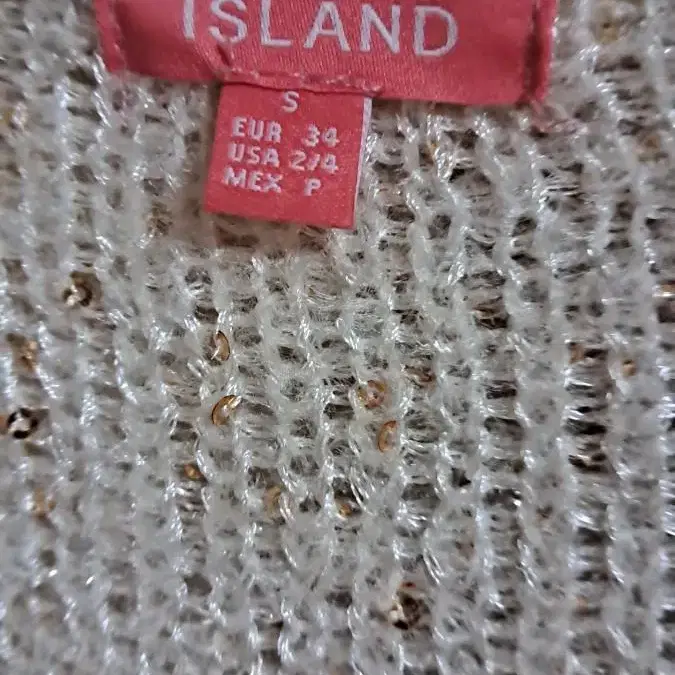 ISLAND
S
EUR 34
USA 2/4
MEX P